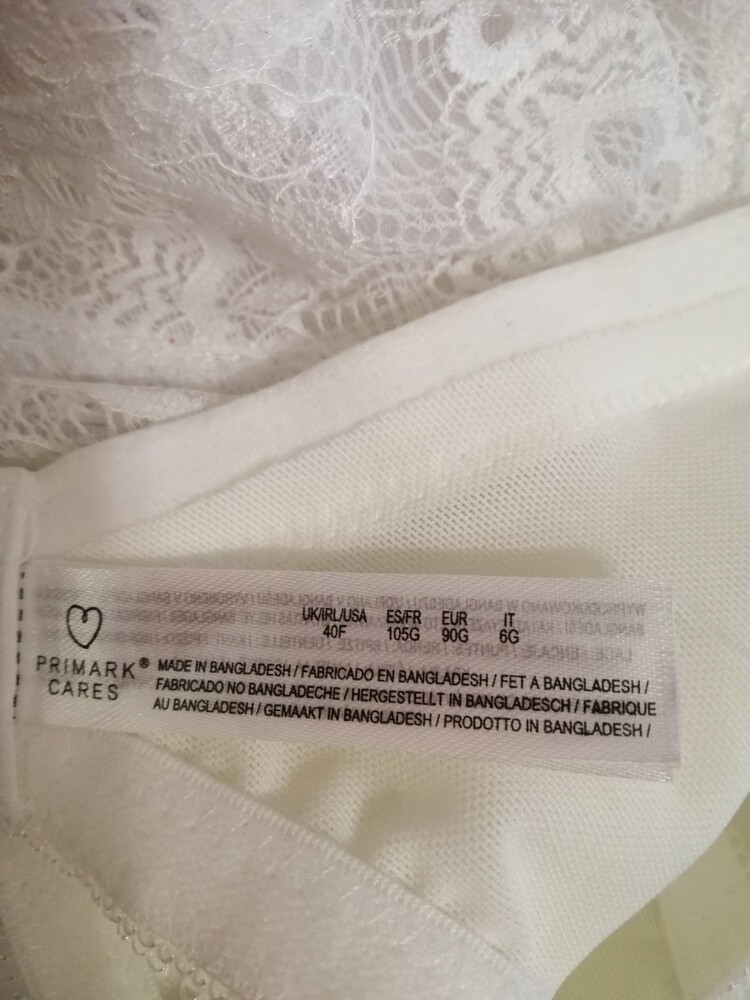 UK/IRL/USA ES/FR EUR IT
40F 105G 90G 6G
PRIMARK®
CARES
MADE IN BANGLADESH / FABRICADO EN BANGLADESH / FET A BANGLADESH /
FABRICADO NO BANGLADECHE / HERGESTELLT IN BANGLADESCH / FABRIQUE
AU BANGLADESH / GEMAAKT IN BANGLADESH / PRODOTTO IN BANGLADESH /